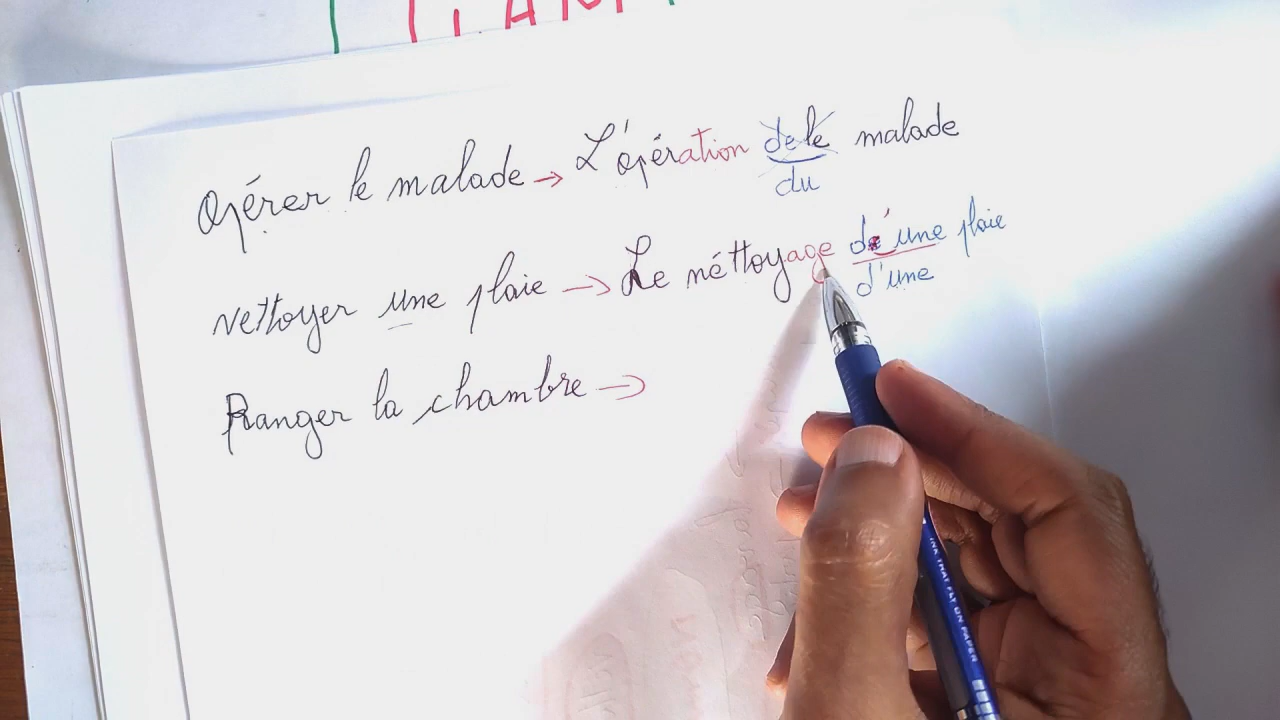 Opérer le malade → L'opération de le malade
du
nettoyer une plaie → Le néttoyage de une plaie
d'une
Ranger la chambre →